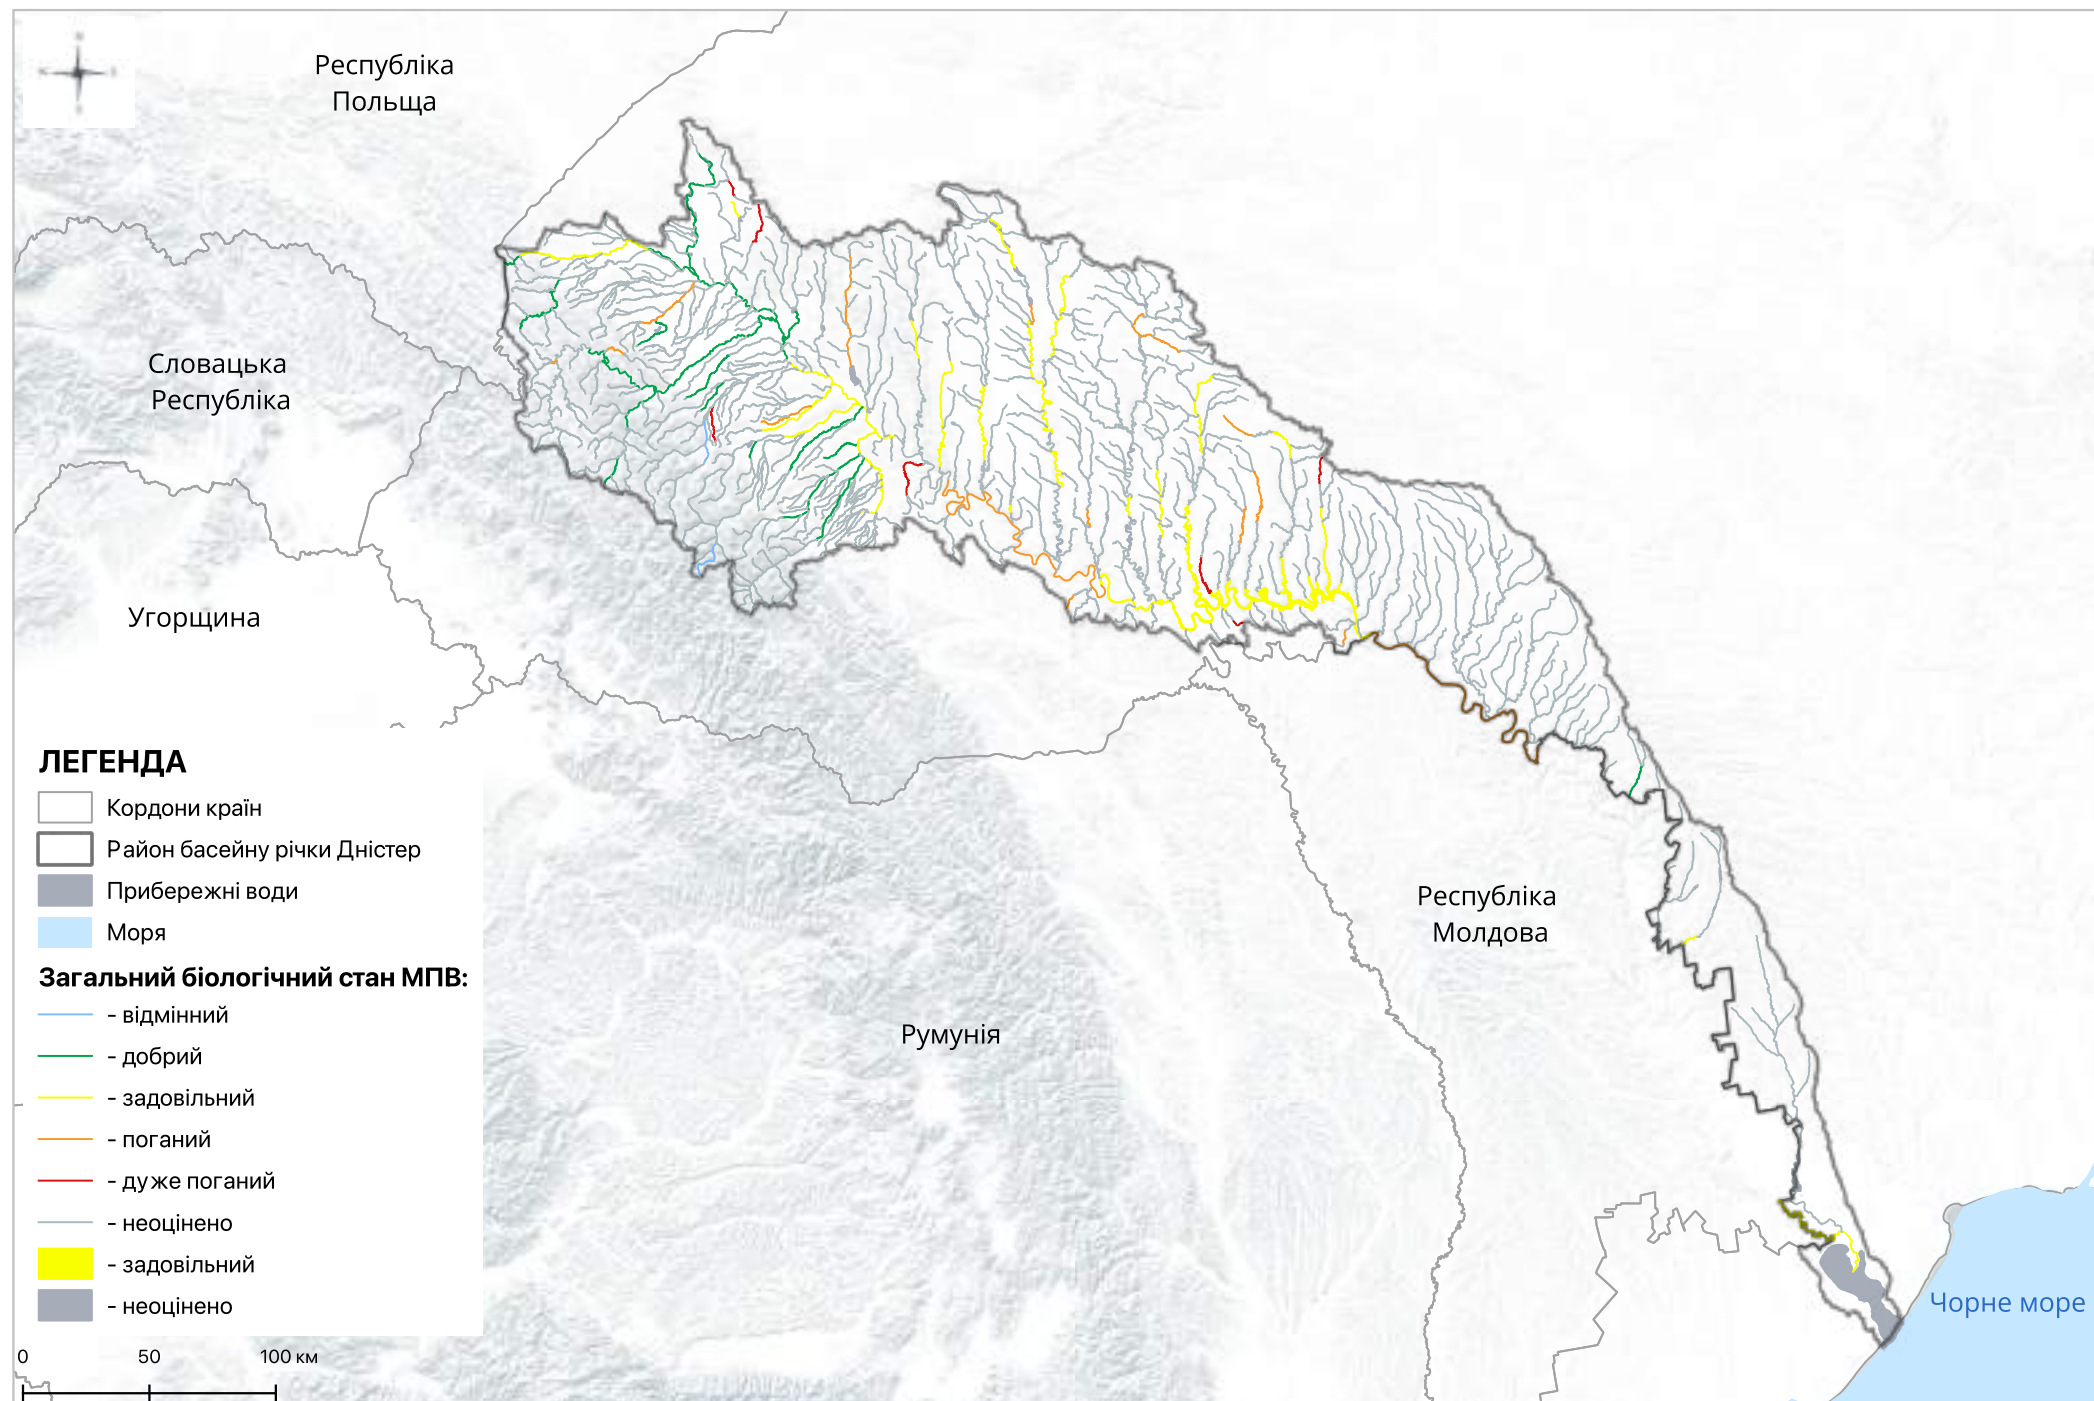 Республіка
Польща
Словацька
Республіка
Угорщина
ЛЕГЕНДА
Кордони країн
Район басейну річки Дністер
Прибережні води
Моря
Загальний біологічний стан МПВ:
- відмінний
- добрий
- задовільний
- поганий
- дуже поганий
- неоцінено
- задовільний
- неоцінено
0 50 100 км
Румунія
Республіка
Молдова
Чорне море